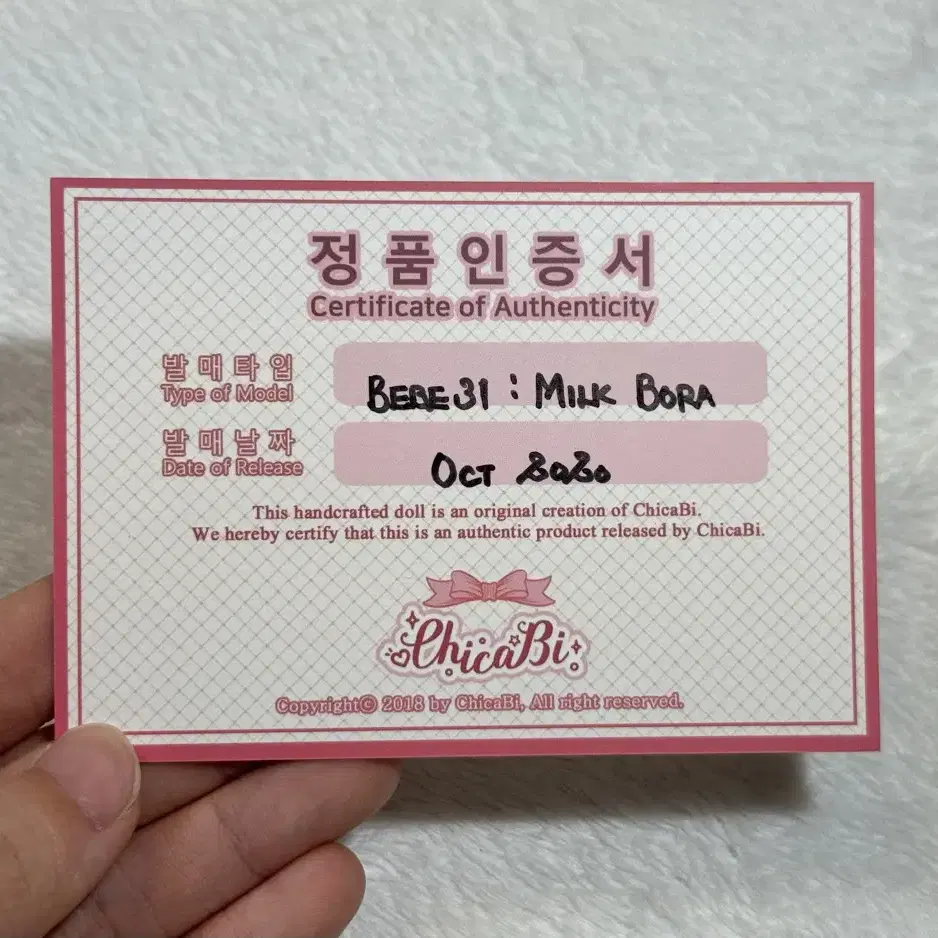 정품인증서
Certificate of Authenticity
발매타입
Type of Model
BEBE31 : MILK BORA
발매날짜
Date of Release
OCT 2020
This handcrafted doll is an original creation of ChicaBi.
We hereby certify that this is an authentic product released by ChicaBi.
ChicaBi
Copyright© 2018 by ChicaBi, All right reserved.